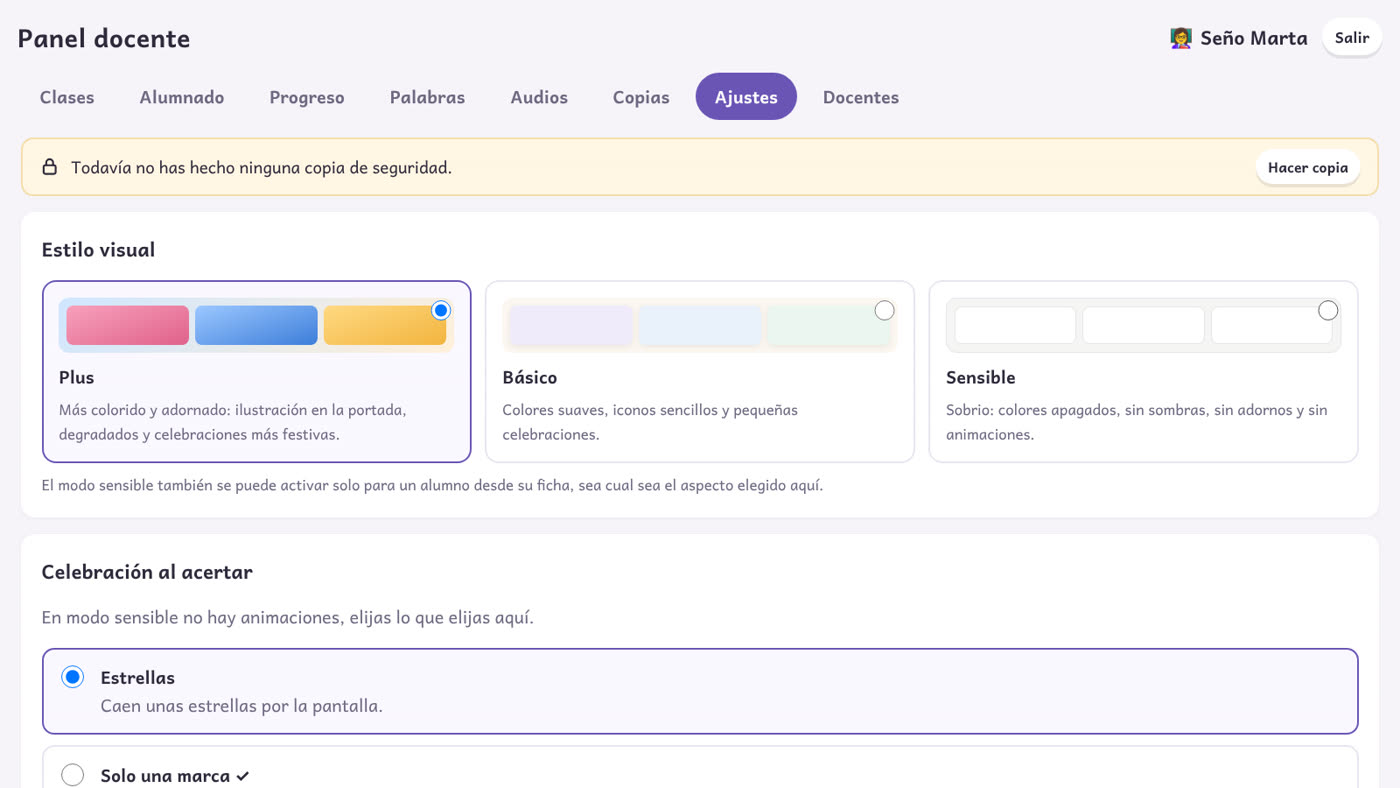 Panel docente
Seño Marta
Salir
Clases
Alumnado
Progreso
Palabras
Audios
Copias
Ajustes
Docentes
Todavía no has hecho ninguna copia de seguridad.
Hacer copia
Estilo visual
Plus
Más colorido y adornado: ilustración en la portada,
degradados y celebraciones más festivas.
Básico
Colores suaves, iconos sencillos y pequeñas
celebraciones.
Sensible
Sobrio: colores apagados, sin sombras, sin adornos y sin
animaciones.
El modo sensible también se puede activar solo para un alumno desde su ficha, sea cual sea el aspecto elegido aquí.
Celebración al acertar
En modo sensible no hay animaciones, elijas lo que elijas aquí.
Estrellas
Caen unas estrellas por la pantalla.
Solo una marca ✓